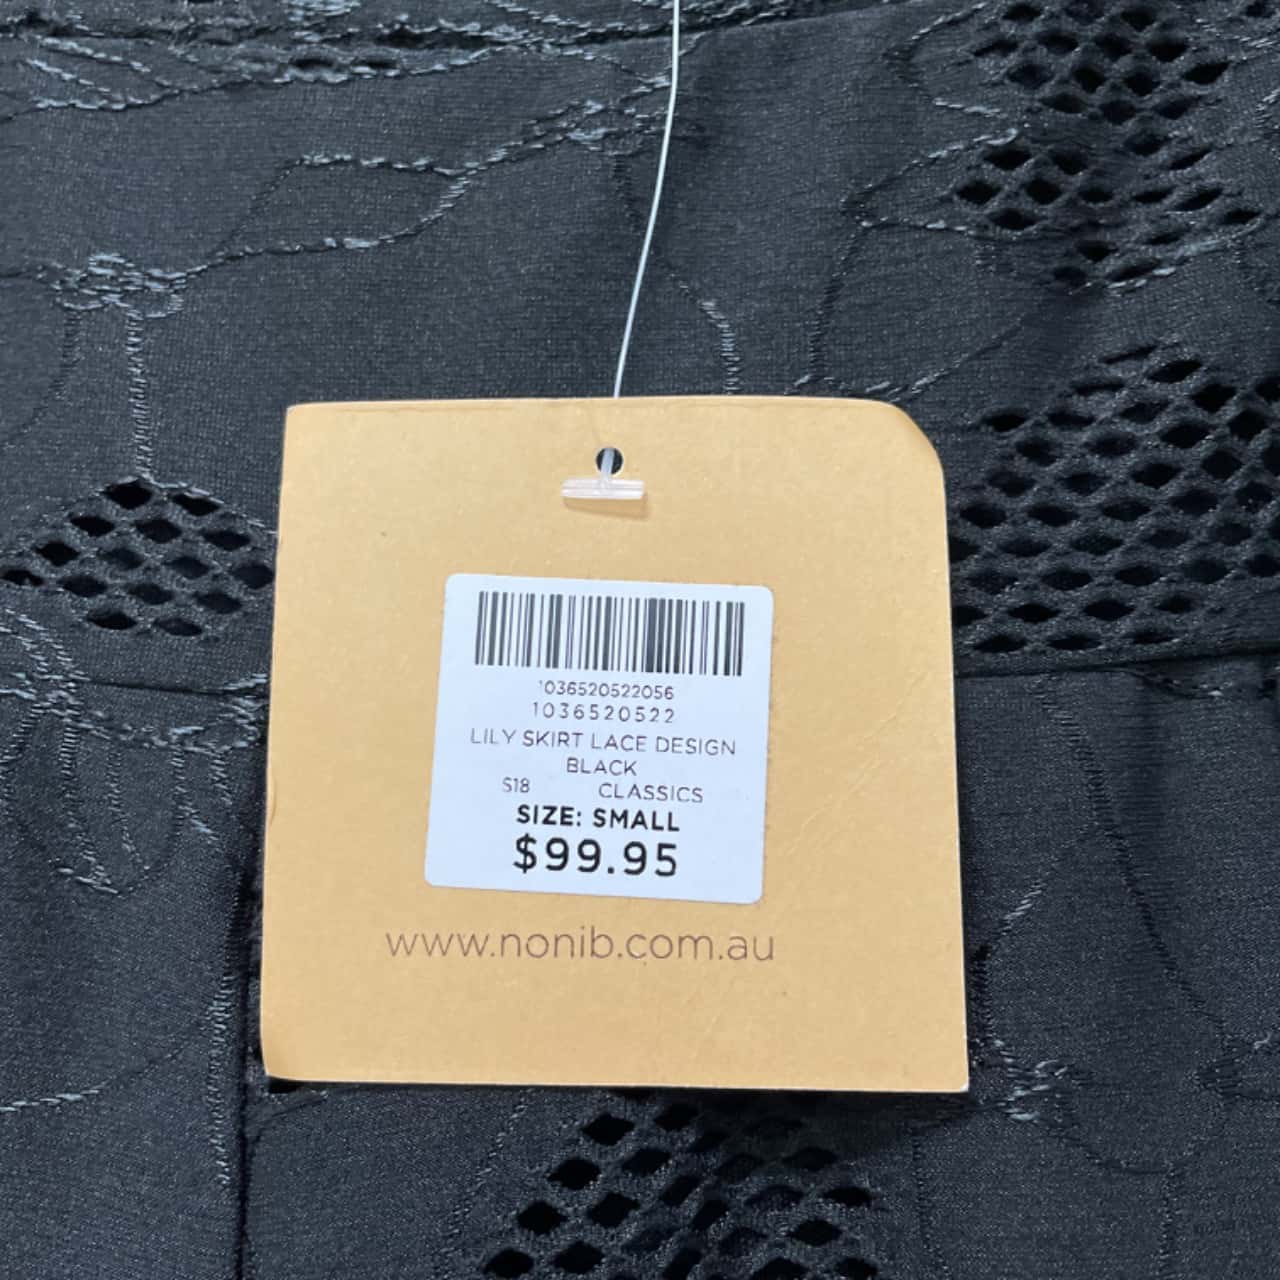 1036520522056
1036520522
LILY SKIRT LACE DESIGN
BLACK
S18 CLASSICS
SIZE: SMALL
$99.95
www.nonib.com.au